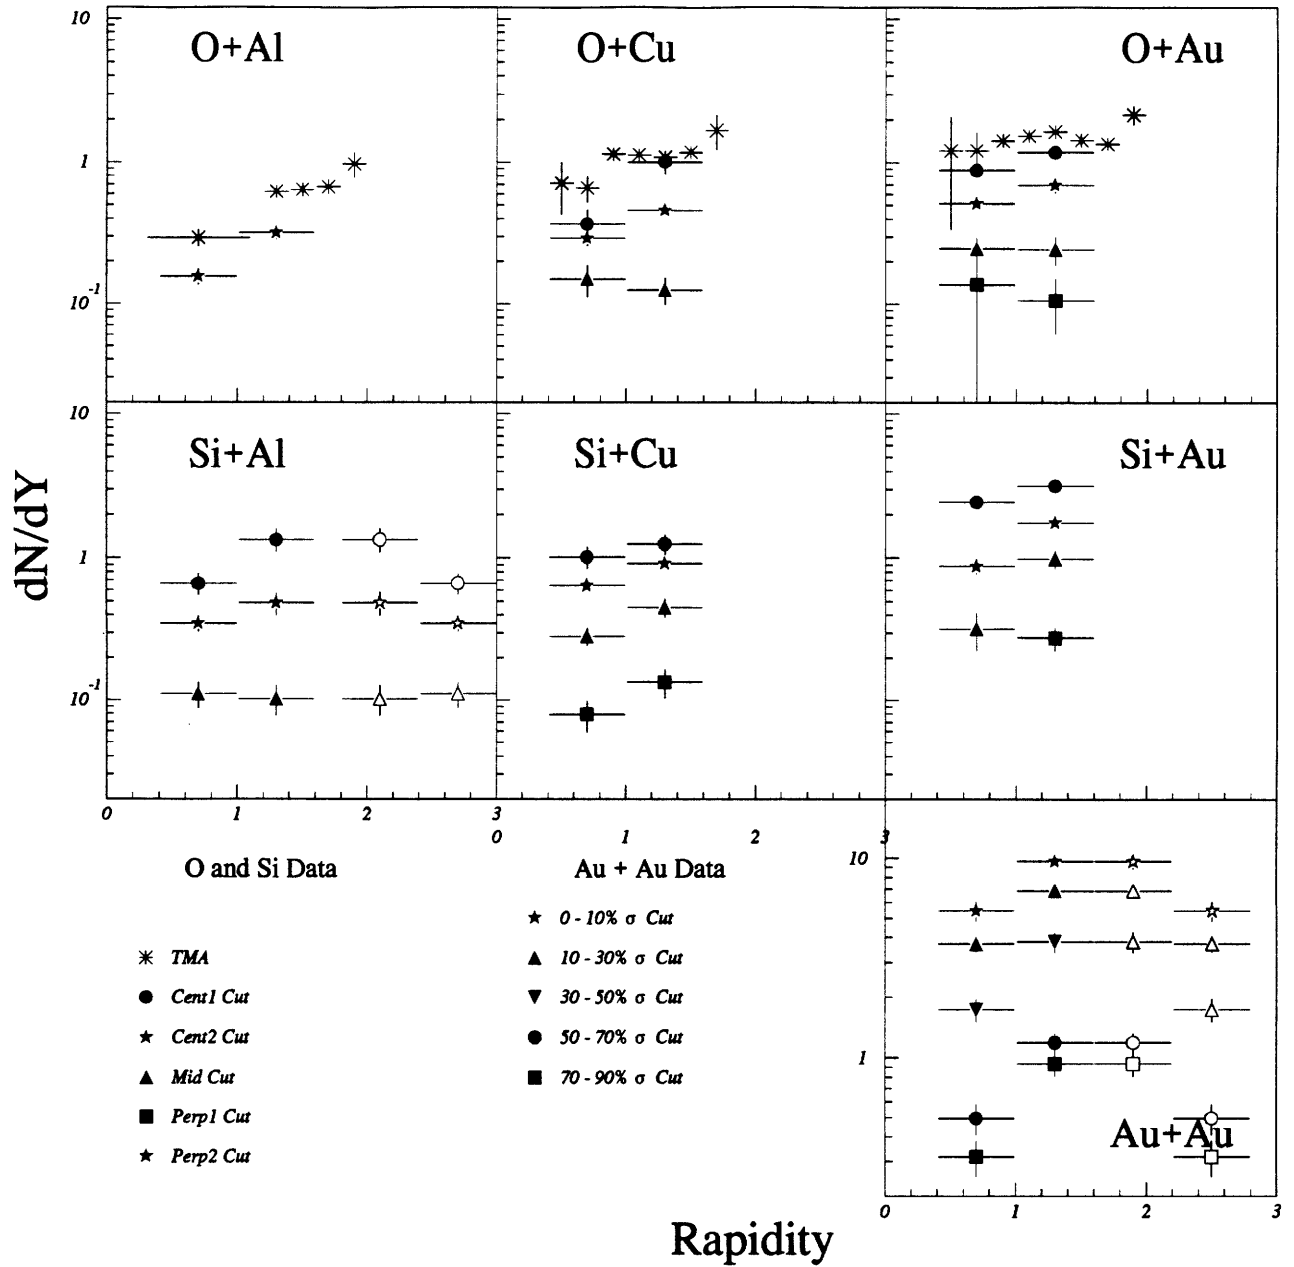 10
O+Al
O+Cu
O+Au
1
10-1
10
Si+Al
Si+Cu
Si+Au
dN/dY
1
10-1
0
1
2
3
0
1
2
3
O and Si Data
Au + Au Data
10
0 - 10% σ Cut
TMA
10 - 30% σ Cut
Cent1 Cut
30 - 50% σ Cut
Cent2 Cut
50 - 70% σ Cut
1
Mid Cut
70 - 90% σ Cut
Perp1 Cut
Au+Au
Perp2 Cut
0
1
2
3
Rapidity